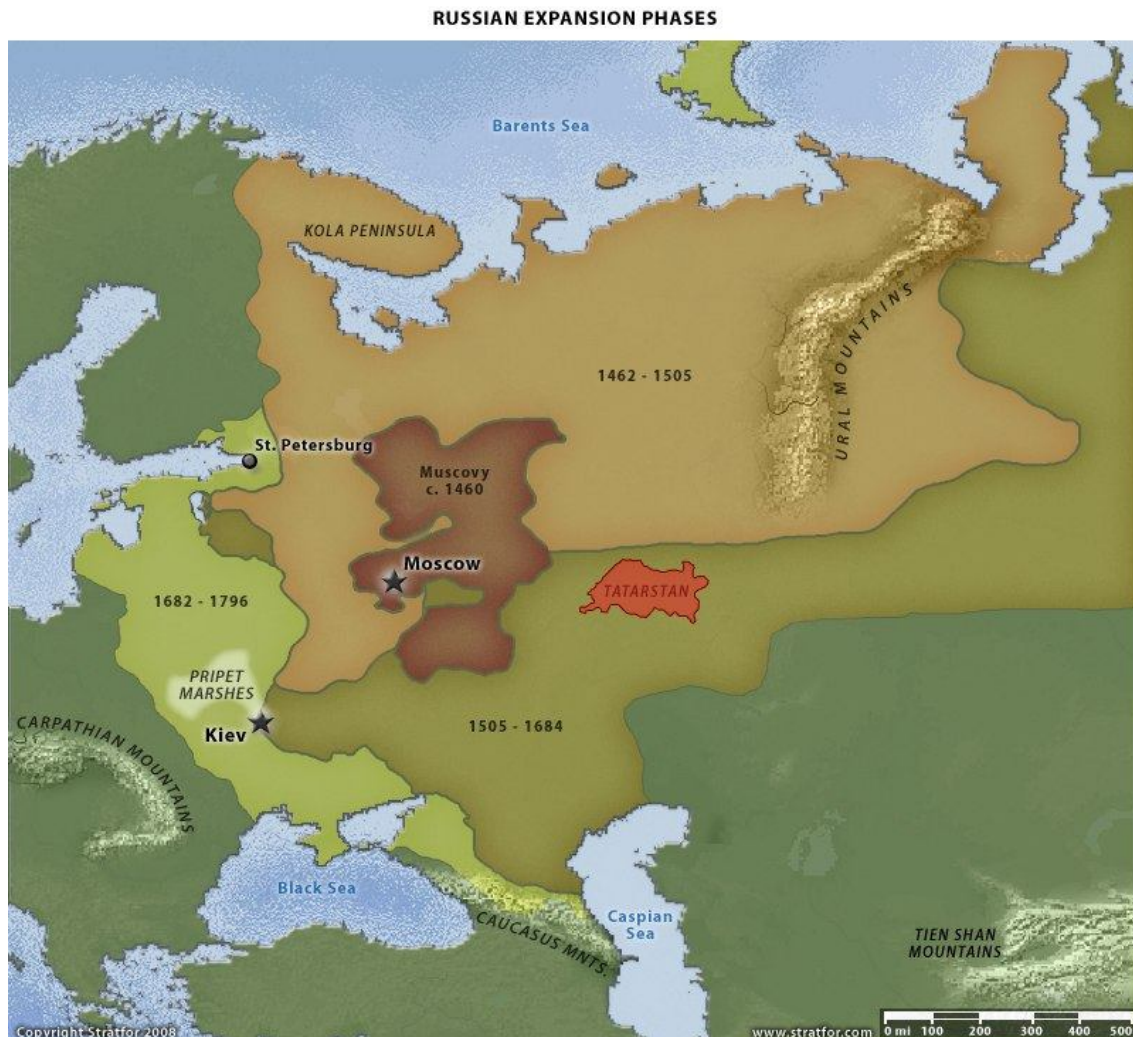 RUSSIAN EXPANSION PHASES
Barents Sea
KOLA PENINSULA
URAL MOUNTAINS
1462 - 1505
St. Petersburg
Muscovy
c. 1460
Moscow
TATARSTAN
1682 - 1796
PRIPET
MARSHES
Kiev
1505 - 1684
CARPATHIAN MOUNTAINS
Black Sea
CAUCASUS MNTS.
Caspian
Sea
TIEN SHAN
MOUNTAINS
Copyright Stratfor 2008
www.stratfor.com
0 mi 100 200 300 400 500